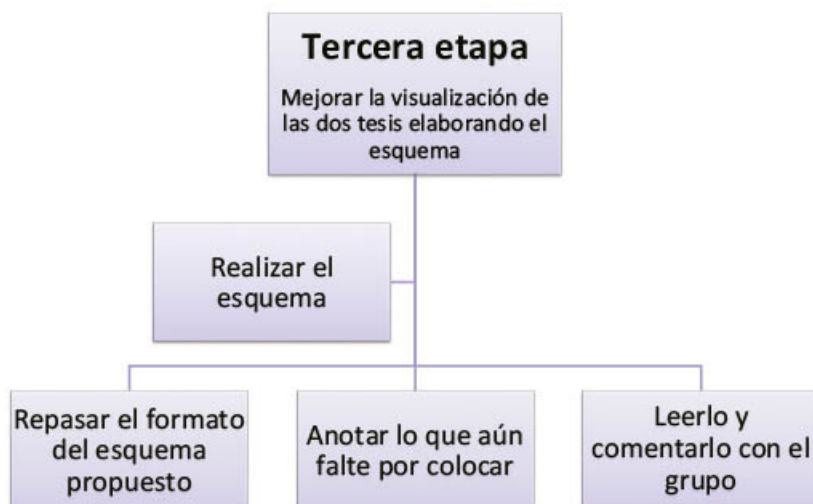 Tercera etapa
Mejorar la visualización de
las dos tesis elaborando el
esquema
Realizar el
esquema
Repasar el formato
del esquema
propuesto
Anotar lo que aún
falte por colocar
Leerlo y
comentarlo con el
grupo